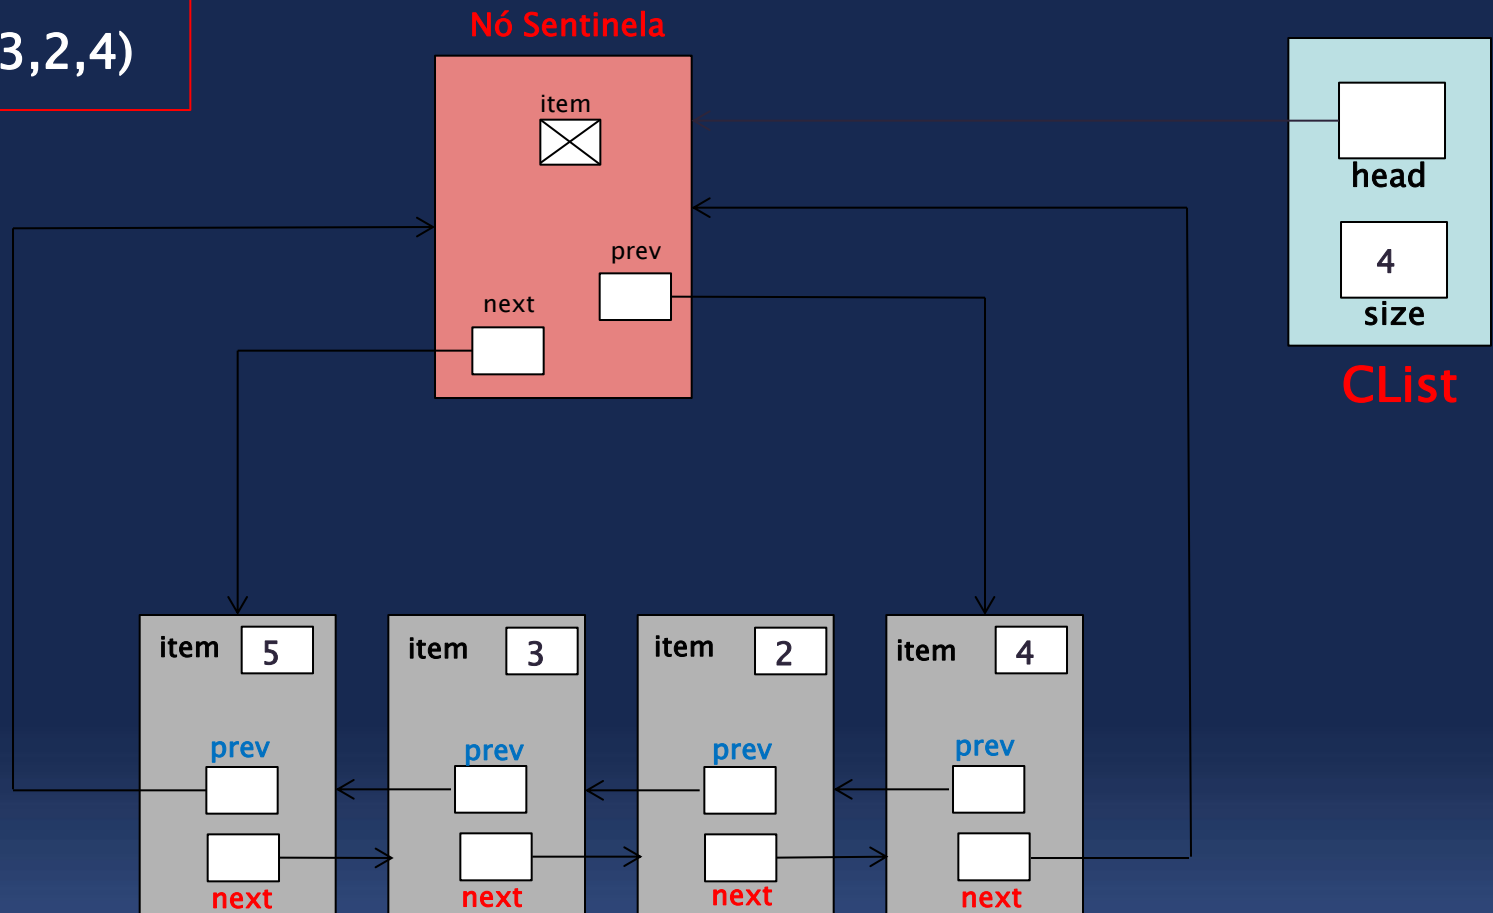 Nó Sentinela
3,2,4)
item
head
prev
4
next
size
CList
item 5
item 3
item 2
item 4
prev
prev
prev
prev
next
next
next
next